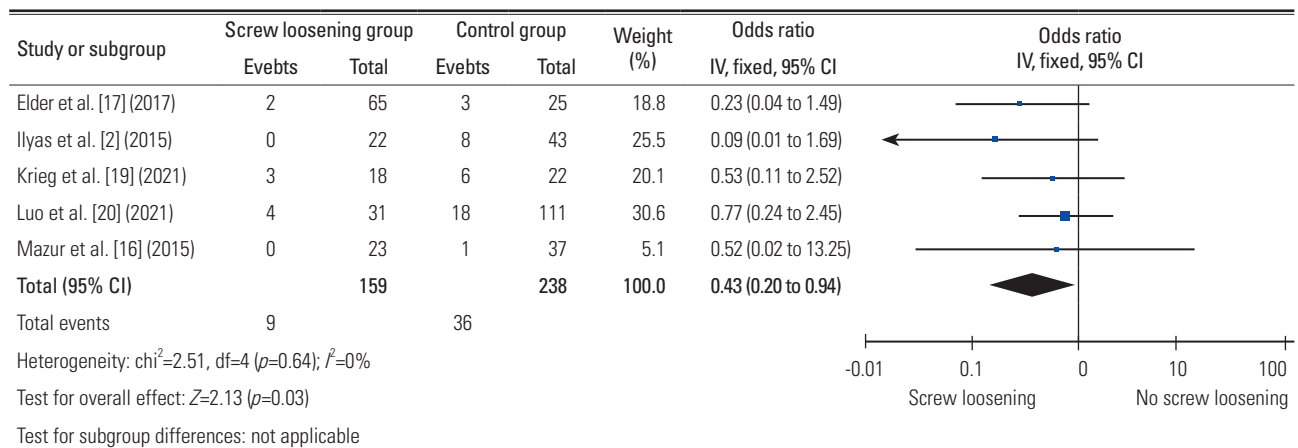 Study or subgroup Screw loosening group Control group Weight (%) Odds ratio IV, fixed, 95% CI Odds ratio IV, fixed, 95% CI
Evebts Total Evebts Total
Elder et al. [17] (2017) 2 65 3 25 18.8 0.23 (0.04 to 1.49)
Ilyas et al. [2] (2015) 0 22 8 43 25.5 0.09 (0.01 to 1.69)
Krieg et al. [19] (2021) 3 18 6 22 20.1 0.53 (0.11 to 2.52)
Luo et al. [20] (2021) 4 31 18 111 30.6 0.77 (0.24 to 2.45)
Mazur et al. [16] (2015) 0 23 1 37 5.1 0.52 (0.02 to 13.25)
Total (95% CI) 159 238 100.0 0.43 (0.20 to 0.94)
Total events 9 36
Heterogeneity: chi²=2.51, df=4 (p=0.64); I²=0%
Test for overall effect: Z=2.13 (p=0.03)
Test for subgroup differences: not applicable
-0.01 0.1 0 10 100
Screw loosening No screw loosening